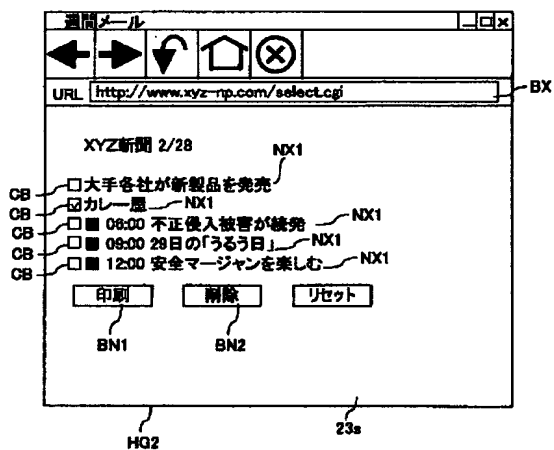 週間メール
URL http://www.xyz-np.com/select.cgi
BX
XYZ新聞 2/28
NX1
CB □大手各社が新製品を発売
CB ☑カレー屋 NX1
CB □■ 06:00 不正侵入被害が続発 NX1
CB □■ 09:00 29日の「うるう日」 NX1
CB □■ 12:00 安全マージャンを楽しむ NX1
印刷 削除 リセット
BN1 BN2
HG2 23s